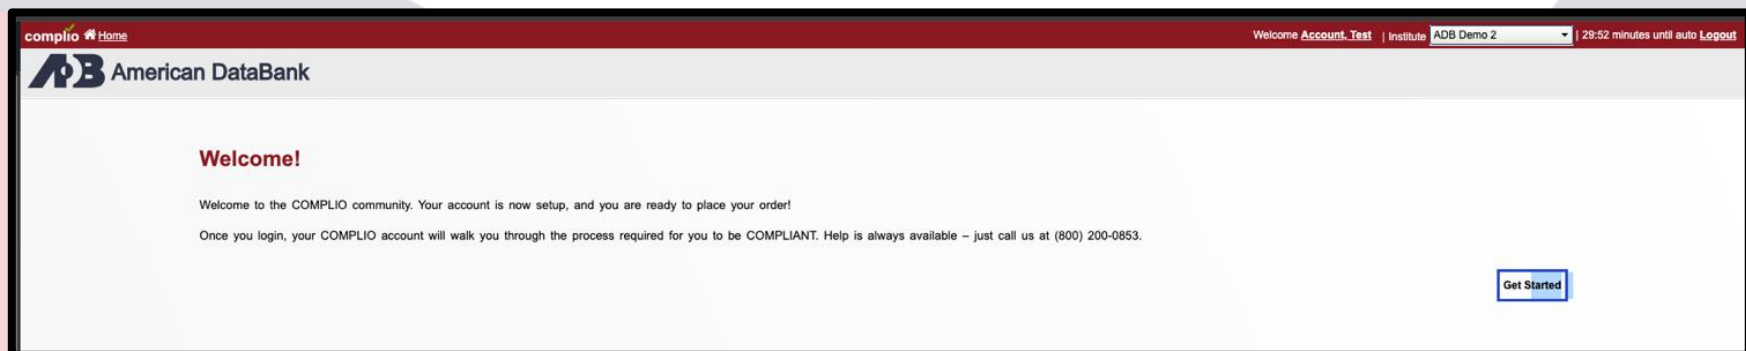 complio Home Welcome Account, Test | Institute ADB Demo 2 | 29:52 minutes until auto Logout
ADB American DataBank
Welcome!
Welcome to the COMPLIO community. Your account is now setup, and you are ready to place your order!
Once you login, your COMPLIO account will walk you through the process required for you to be COMPLIANT. Help is always available – just call us at (800) 200-0853.
Get Started